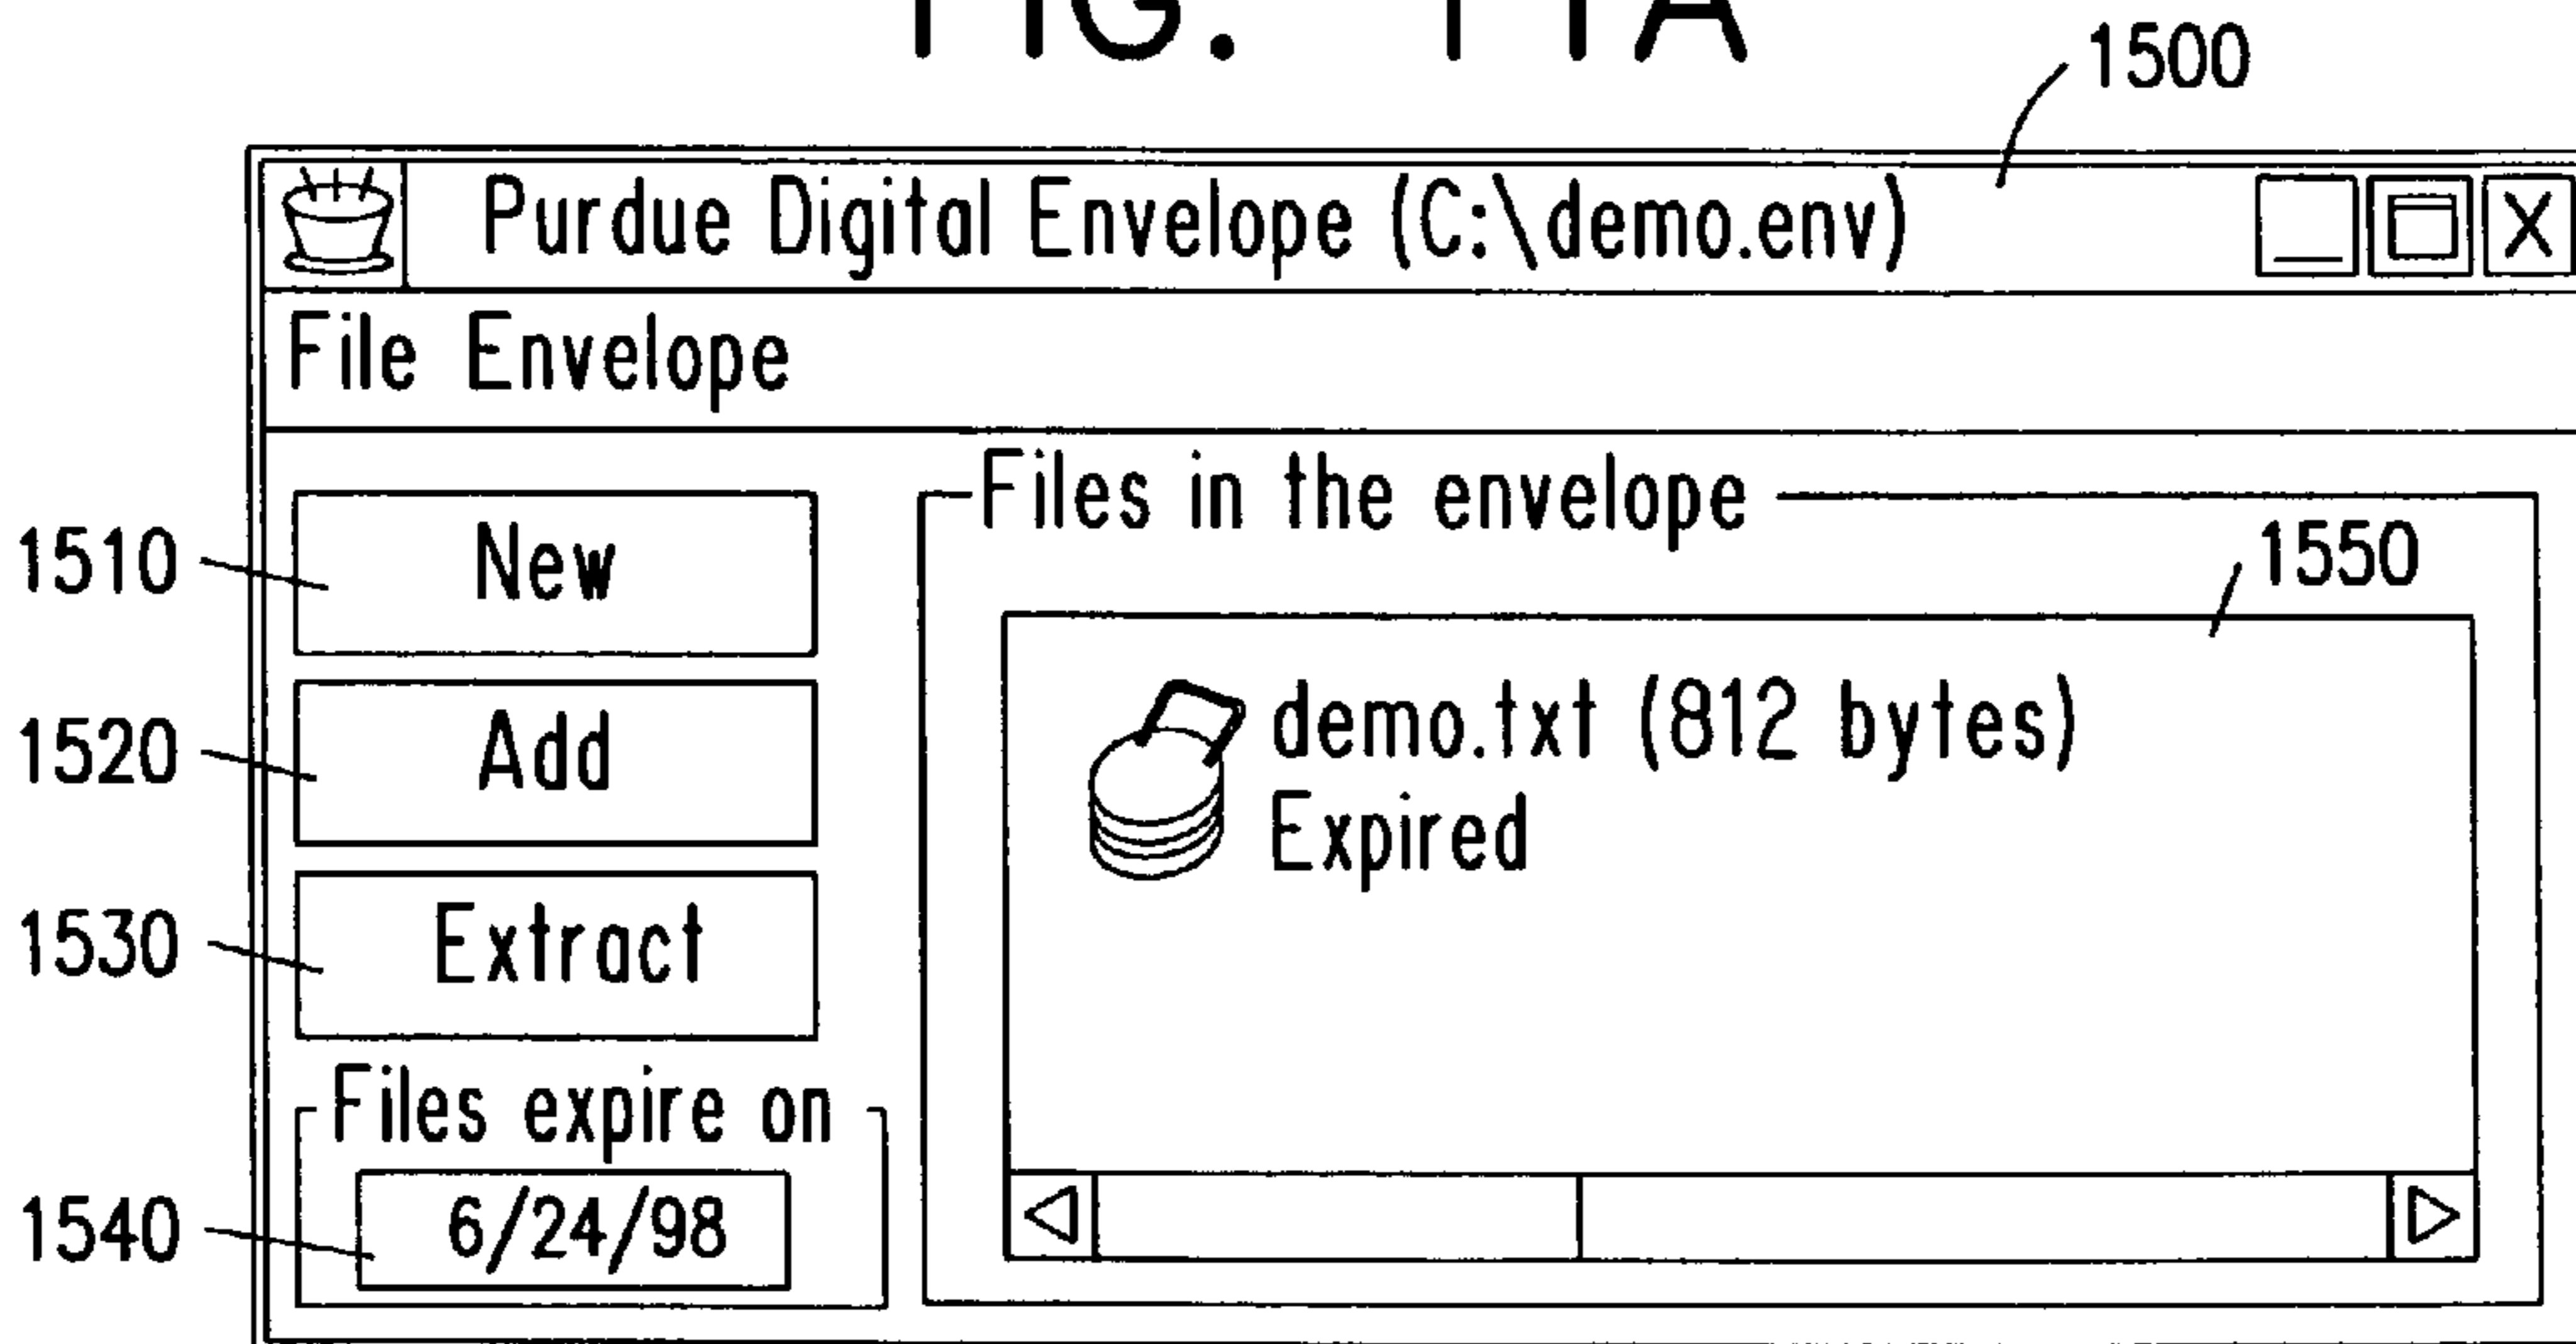 FIG. 11A
1500
Purdue Digital Envelope (C:\demo.env)
File Envelope
Files in the envelope
1510
New
1550
1520
Add
demo.txt (812 bytes)
Expired
1530
Extract
Files expire on
1540
6/24/98